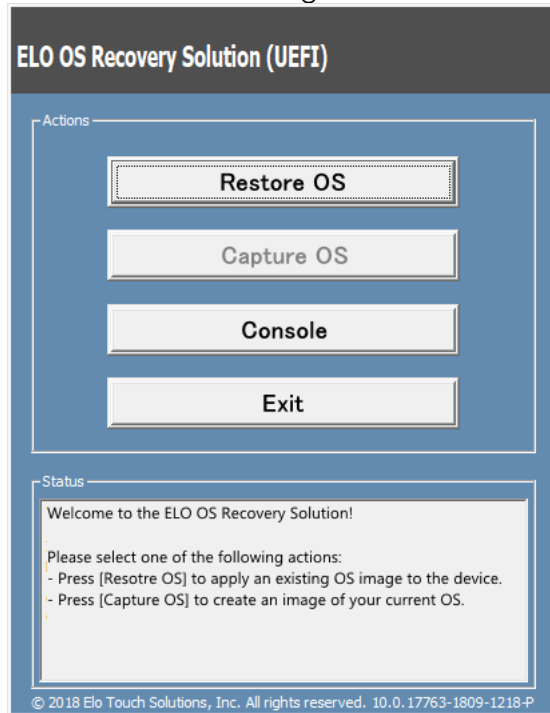 ELO OS Recovery Solution (UEFI)
Actions
Restore OS
Capture OS
Console
Exit
Status
Welcome to the ELO OS Recovery Solution!
Please select one of the following actions:
- Press [Resotre OS] to apply an existing OS image to the device.
- Press [Capture OS] to create an image of your current OS.
© 2018 Elo Touch Solutions, Inc. All rights reserved. 10.0.17763-1809-1218-P